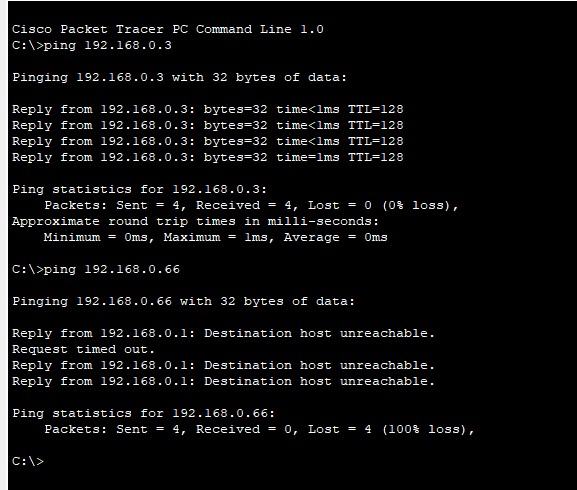 Cisco Packet Tracer PC Command Line 1.0
C:\>ping 192.168.0.3
Pinging 192.168.0.3 with 32 bytes of data:
Reply from 192.168.0.3: bytes=32 time<1ms TTL=128
Reply from 192.168.0.3: bytes=32 time<1ms TTL=128
Reply from 192.168.0.3: bytes=32 time<1ms TTL=128
Reply from 192.168.0.3: bytes=32 time=1ms TTL=128
Ping statistics for 192.168.0.3:
    Packets: Sent = 4, Received = 4, Lost = 0 (0% loss),
Approximate round trip times in milli-seconds:
    Minimum = 0ms, Maximum = 1ms, Average = 0ms
C:\>ping 192.168.0.66
Pinging 192.168.0.66 with 32 bytes of data:
Reply from 192.168.0.1: Destination host unreachable.
Request timed out.
Reply from 192.168.0.1: Destination host unreachable.
Reply from 192.168.0.1: Destination host unreachable.
Ping statistics for 192.168.0.66:
    Packets: Sent = 4, Received = 0, Lost = 4 (100% loss),
C:\>